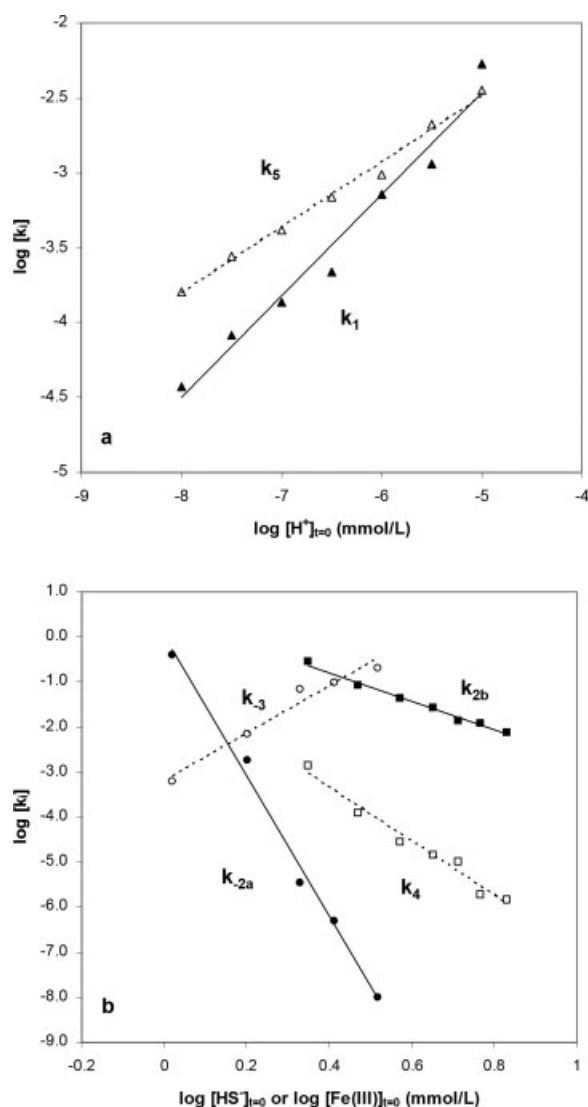 -2
-2.5
-3
-3.5
-4
-4.5
-5
log [kᵢ]
k₅
k₁
a
-9 -8 -7 -6 -5 -4
log [H⁺]ₜ₌₀ (mmol/L)
1.0
0.0
-1.0
-2.0
-3.0
-4.0
-5.0
-6.0
-7.0
-8.0
-9.0
log [kᵢ]
k₋₃
k₂b
k₋₂a
k₄
b
-0.2 0 0.2 0.4 0.6 0.8 1
log [HS⁻]ₜ₌₀ or log [Fe(III)]ₜ₌₀ (mmol/L)